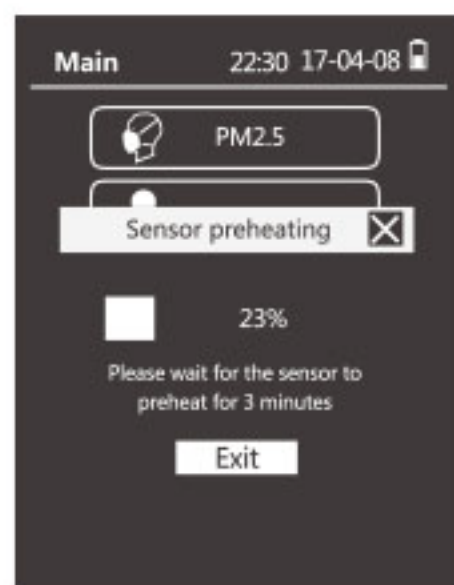 Main 22:30 17-04-08
PM2.5
Sensor preheating
23%
Please wait for the sensor to
preheat for 3 minutes
Exit